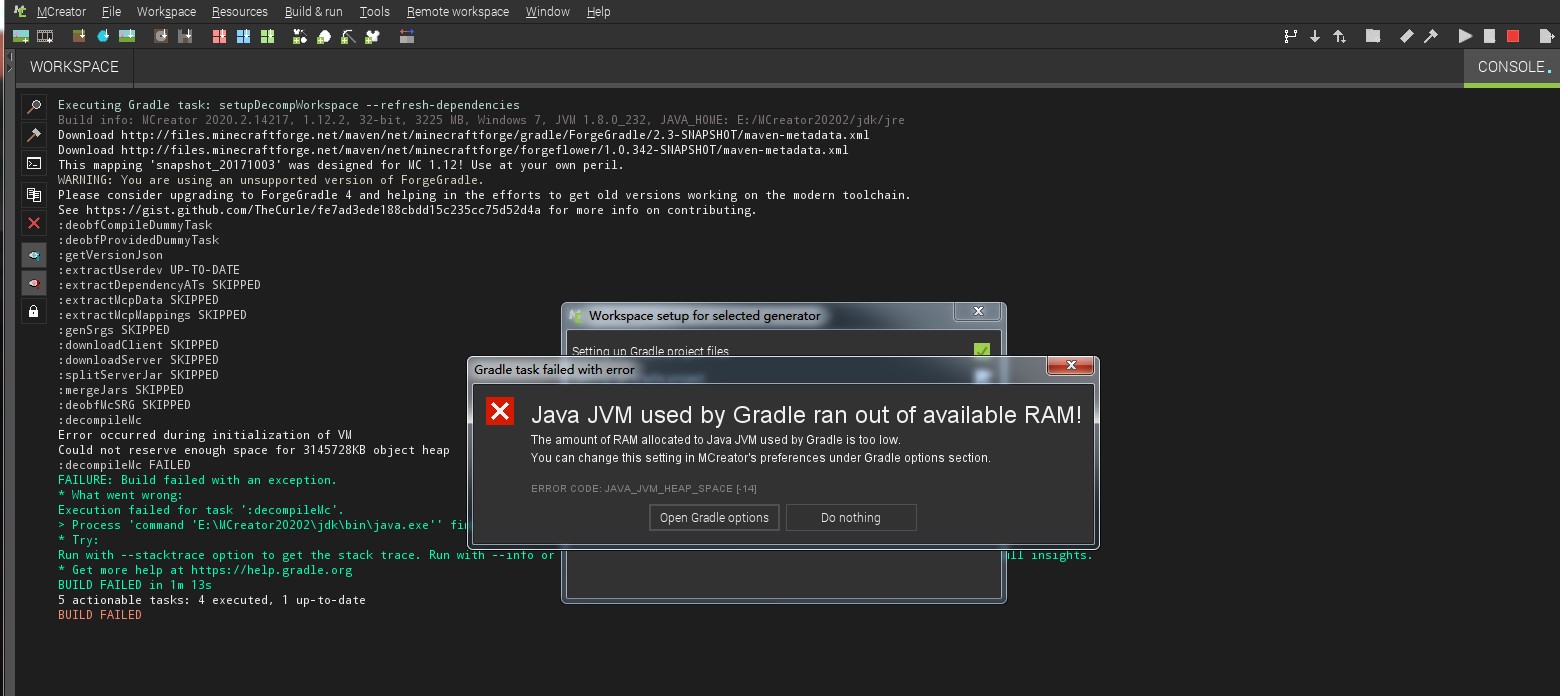 MCreator File Workspace Resources Build & run Tools Remote workspace Window Help
WORKSPACE
CONSOLE
Executing Gradle task: setupDecompWorkspace --refresh-dependencies
Build info: MCreator 2020.2.14217, 1.12.2, 32-bit, 3225 MB, Windows 7, JVM 1.8.0_232, JAVA_HOME: E:/MCreator20202/jdk/jre
Download http://files.minecraftforge.net/maven/net/minecraftforge/gradle/ForgeGradle/2.3-SNAPSHOT/maven-metadata.xml
Download http://files.minecraftforge.net/maven/net/minecraftforge/forgeflower/1.0.342-SNAPSHOT/maven-metadata.xml
This mapping 'snapshot_20171003' was designed for MC 1.12! Use at your own peril.
WARNING: You are using an unsupported version of ForgeGradle.
Please consider upgrading to ForgeGradle 4 and helping in the efforts to get old versions working on the modern toolchain.
See https://gist.github.com/TheCurle/fe7ad3ede188cbdd15c235cc75d52d4a for more info on contributing.
:deobfCompileDummyTask
:deobfProvidedDummyTask
:getVersionJson
:extractUserdev UP-TO-DATE
:extractDependencyATs SKIPPED
:extractMcpData SKIPPED
:extractMcpMappings SKIPPED
:genSrgs SKIPPED
:downloadClient SKIPPED
:downloadServer SKIPPED
:splitServerJar SKIPPED
:mergeJars SKIPPED
:deobfMcSRG SKIPPED
:decompileMc
Error occurred during initialization of VM
Could not reserve enough space for 3145728KB object heap
:decompileMc FAILED
FAILURE: Build failed with an exception.
* What went wrong:
Execution failed for task ':decompileMc'.
> Process 'command 'E:\MCreator20202\jdk\bin\java.exe''
* Try:
Run with --stacktrace option to get the stack trace. Run with --info or insights.
* Get more help at https://help.gradle.org
BUILD FAILED in 1m 13s
5 actionable tasks: 4 executed, 1 up-to-date
BUILD FAILED
Workspace setup for selected generator
Setting up Gradle project files
Gradle task failed with error
Java JVM used by Gradle ran out of available RAM!
The amount of RAM allocated to Java JVM used by Gradle is too low.
You can change this setting in MCreator's preferences under Gradle options section.
ERROR CODE: JAVA_JVM_HEAP_SPACE [-14]
Open Gradle options
Do nothing